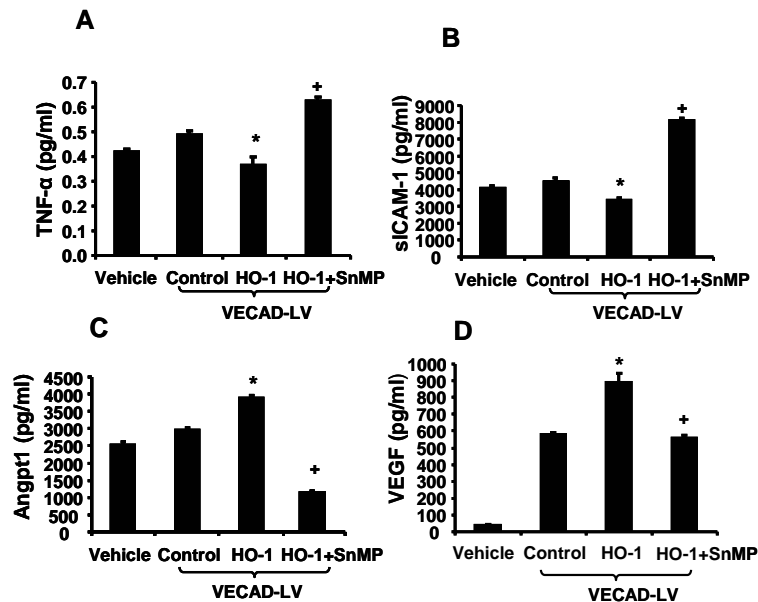 A
TNF-α (pg/ml)
0.7
0.6
0.5
0.4
0.3
0.2
0.1
0.0
*
+
Vehicle Control HO-1 HO-1+SnMP
VECAD-LV
B
sICAM-1 (pg/ml)
9000
8000
7000
6000
5000
4000
3000
2000
1000
0
*
+
Vehicle Control HO-1 HO-1+SnMP
VECAD-LV
C
Angpt1 (pg/ml)
4500
4000
3500
3000
2500
2000
1500
1000
500
0
*
+
Vehicle Control HO-1 HO-1+SnMP
VECAD-LV
D
VEGF (pg/ml)
1000
900
800
700
600
500
400
300
200
100
0
*
+
Vehicle Control HO-1 HO-1+SnMP
VECAD-LV